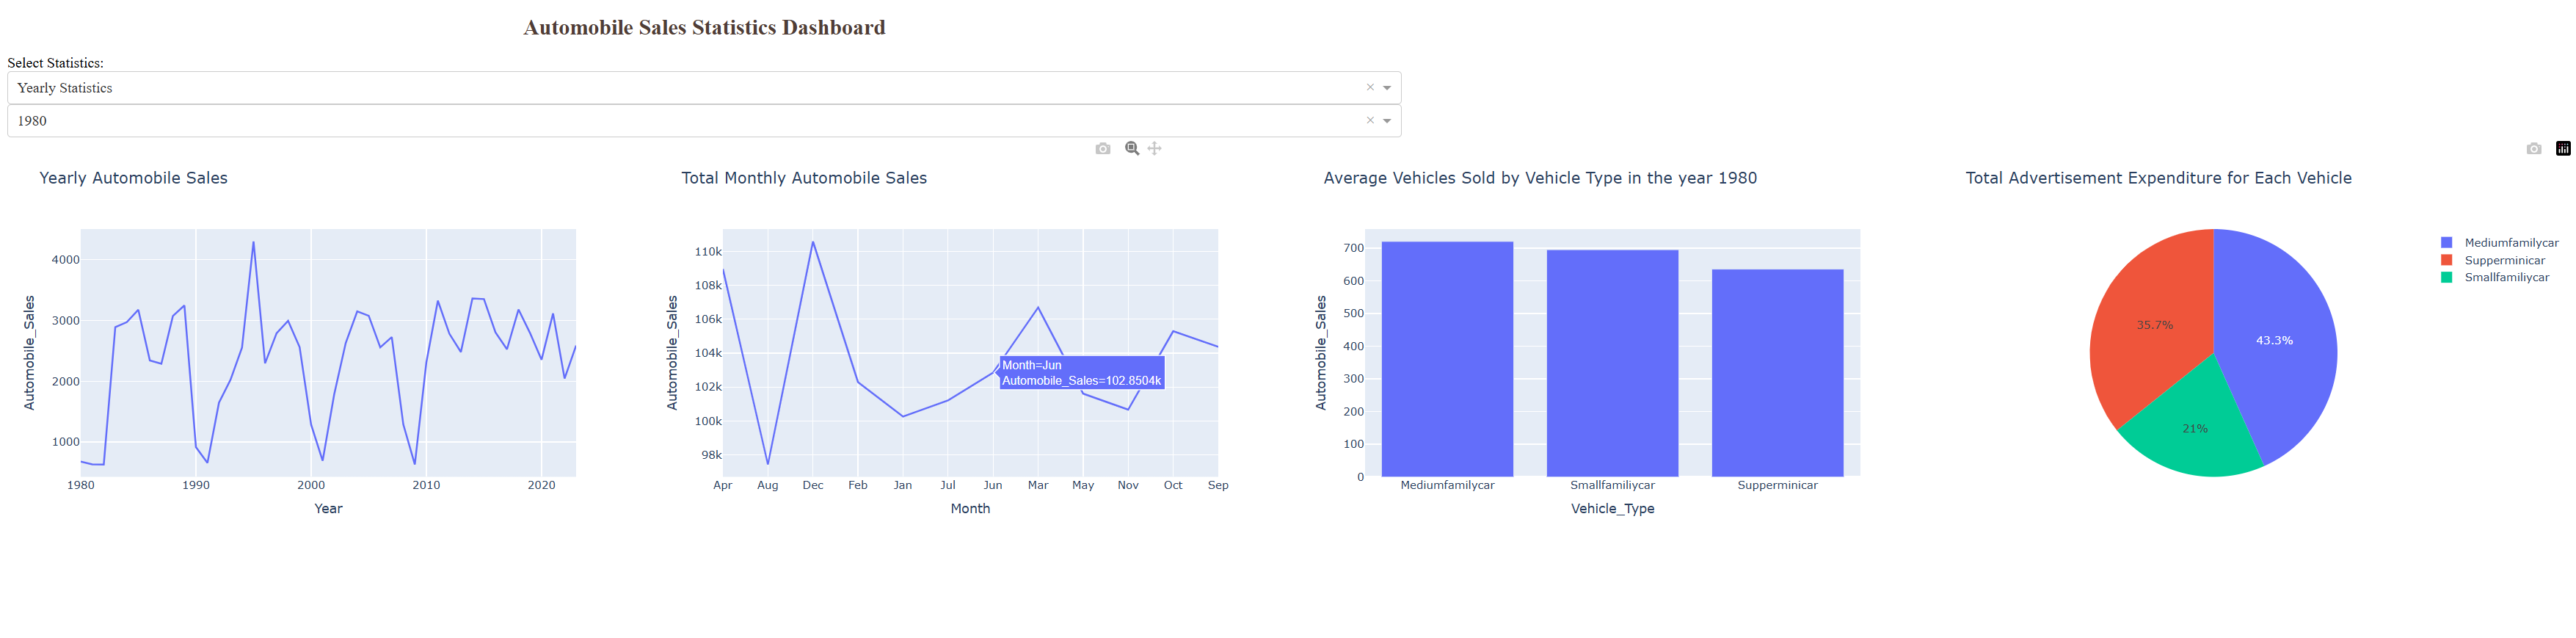 Automobile Sales Statistics Dashboard
Select Statistics:
Yearly Statistics
1980
Yearly Automobile Sales
4000
3000
2000
1000
Automobile_Sales
1980 1990 2000 2010 2020
Year
Total Monthly Automobile Sales
110k
108k
106k
104k
102k
100k
98k
Automobile_Sales
Month=Jun
Automobile_Sales=102.8504k
Apr Aug Dec Feb Jan Jul Jun Mar May Nov Oct Sep
Month
Average Vehicles Sold by Vehicle Type in the year 1980
700
600
500
400
300
200
100
0
Automobile_Sales
Mediumfamilycar Smallfamiliycar Supperminicar
Vehicle_Type
Total Advertisement Expenditure for Each Vehicle
35.7%
43.3%
21%
Mediumfamilycar
Supperminicar
Smallfamiliycar